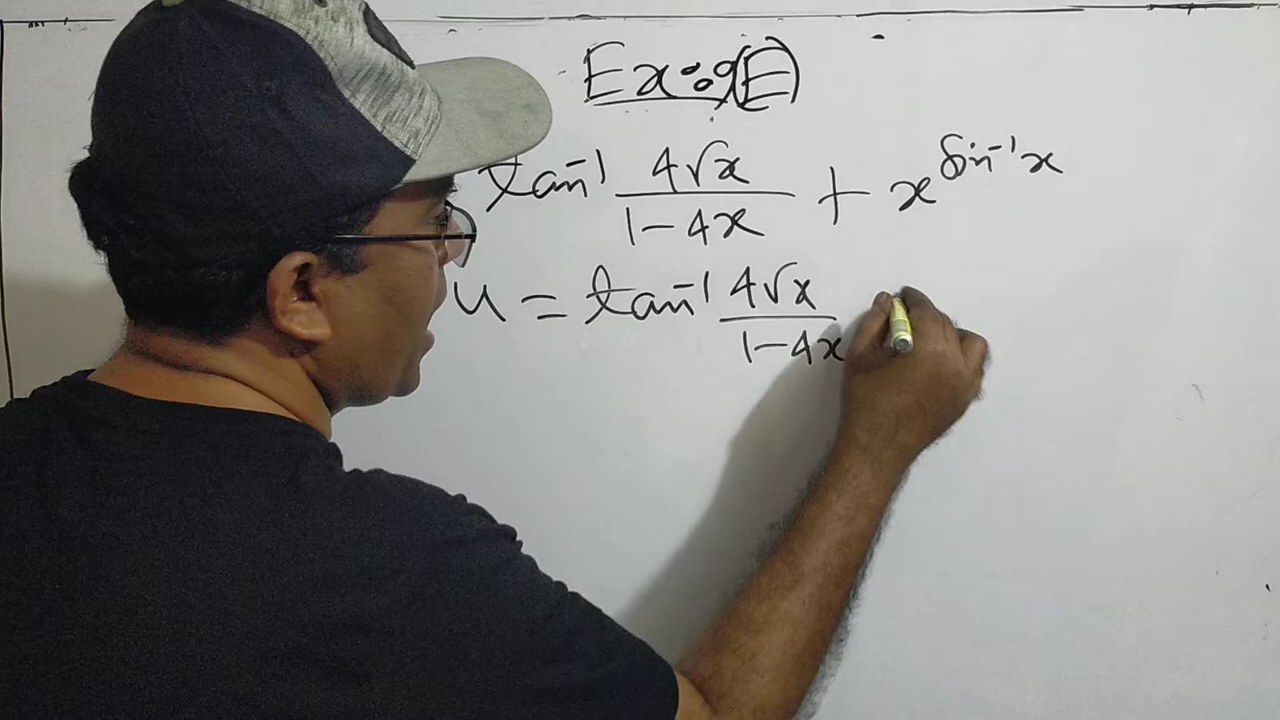 Ex:9(E)
tan⁻¹ 4√x / 1-4x + x^sin⁻¹x
u = tan⁻¹ 4√x / 1-4x